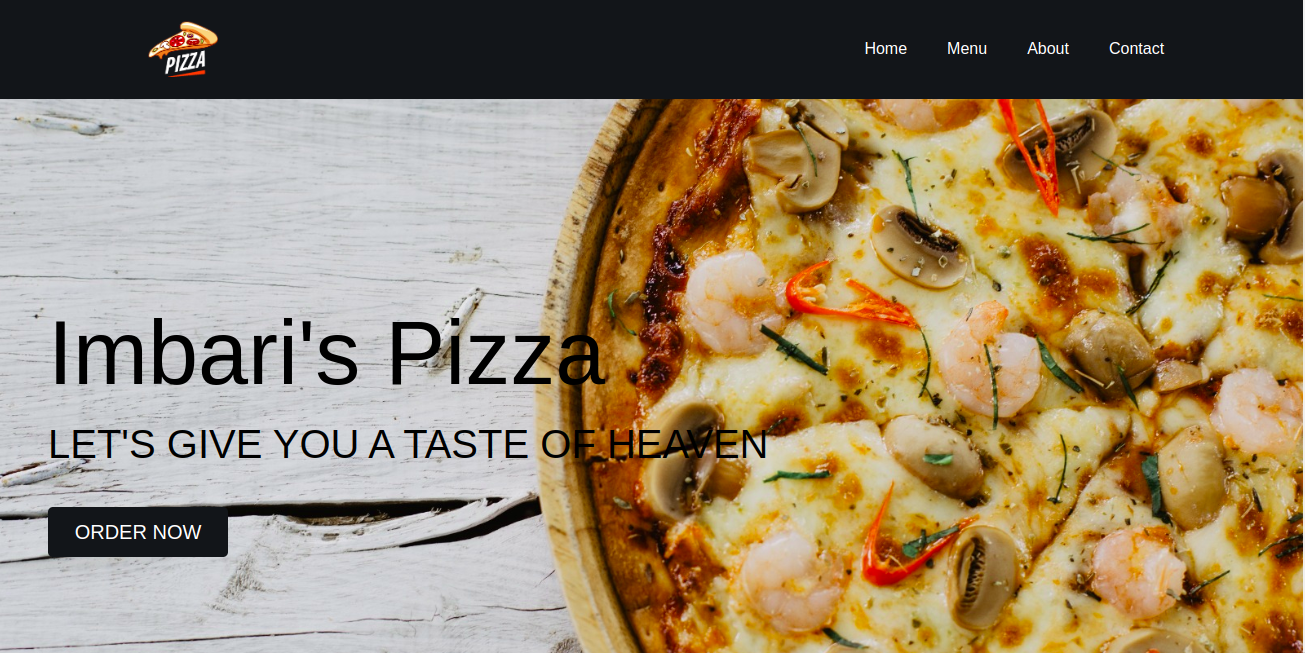 PIZZA
Home
Menu
About
Contact
Imbari's Pizza
LET'S GIVE YOU A TASTE OF HEAVEN
ORDER NOW